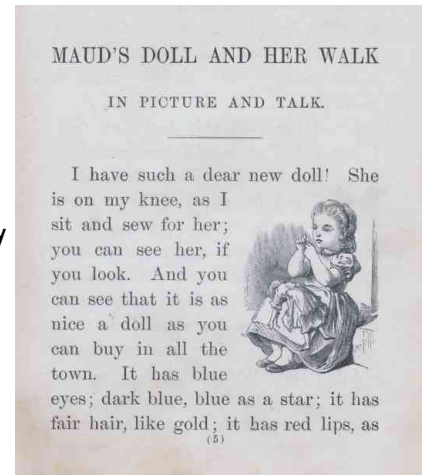 MAUD'S DOLL AND HER WALK
IN PICTURE AND TALK.
I have such a dear new doll! She
is on my knee, as I
sit and sew for her;
you can see her, if
you look. And you
can see that it is as
nice a doll as you
can buy in all the
town. It has blue
eyes; dark blue, blue as a star; it has
fair hair, like gold; it has red lips, as
(5)